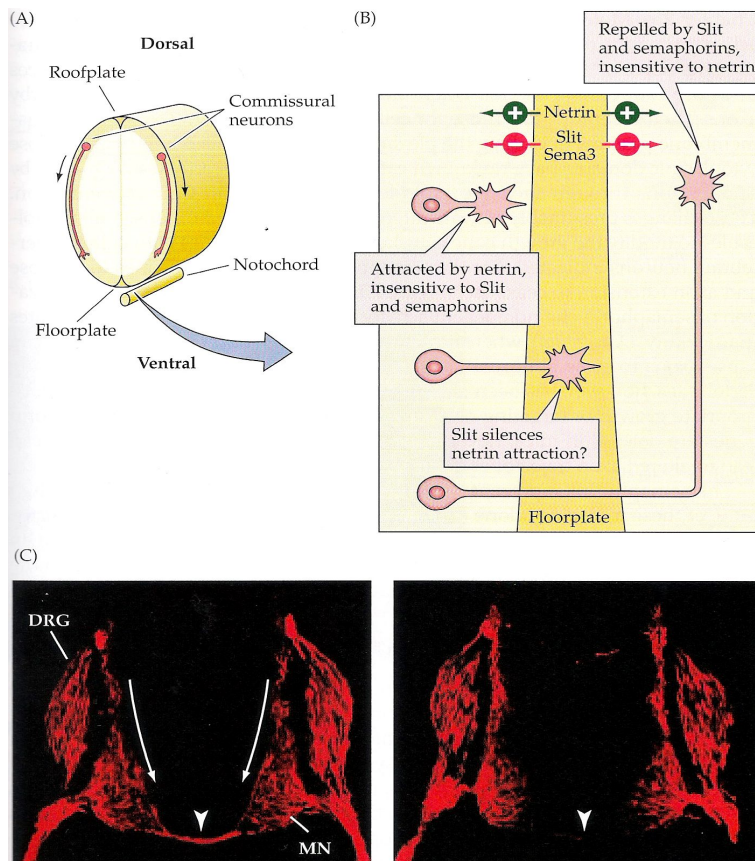 (A)
Dorsal
Roofplate
Commissural
neurons
Notochord
Floorplate
Ventral
(B)
Repelled by Slit
and semaphorins,
insensitive to netrin
+ Netrin +
− Slit −
Sema3
Attracted by netrin,
insensitive to Slit
and semaphorins
Slit silences
netrin attraction?
Floorplate
(C)
DRG
MN